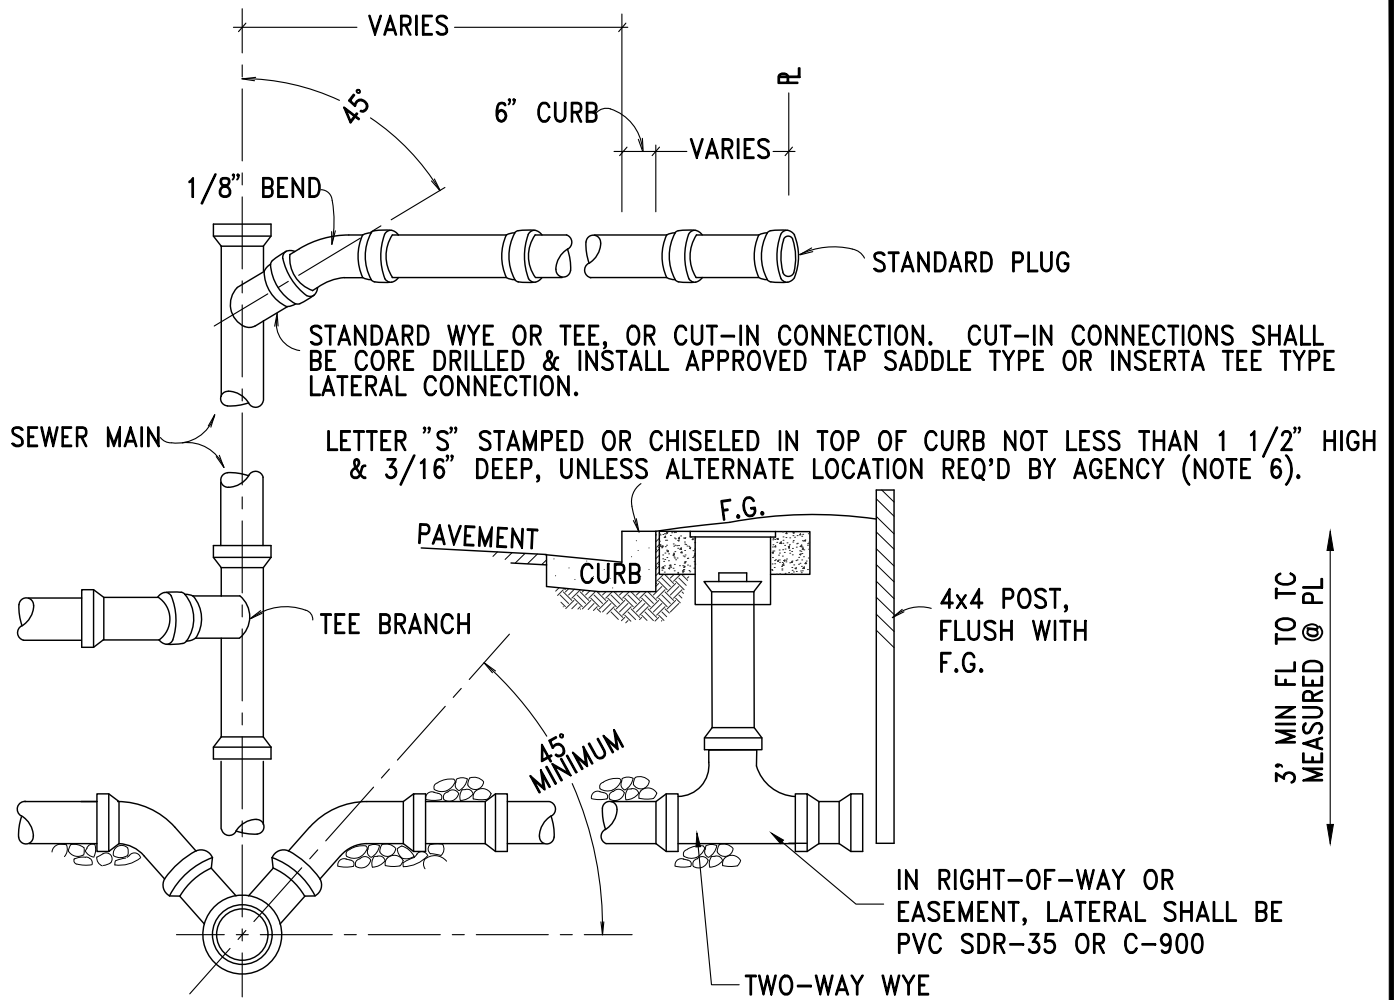 VARIES
45°
PL
6" CURB
VARIES
1/8" BEND
STANDARD PLUG
STANDARD WYE OR TEE, OR CUT-IN CONNECTION. CUT-IN CONNECTIONS SHALL
BE CORE DRILLED & INSTALL APPROVED TAP SADDLE TYPE OR INSERTA TEE TYPE
LATERAL CONNECTION.
SEWER MAIN
LETTER "S" STAMPED OR CHISELED IN TOP OF CURB NOT LESS THAN 1 1/2" HIGH
& 3/16" DEEP, UNLESS ALTERNATE LOCATION REQ'D BY AGENCY (NOTE 6).
F.G.
PAVEMENT
CURB
TEE BRANCH
4x4 POST,
FLUSH WITH
F.G.
3' MIN FL TO TC
MEASURED @ PL
45°
MINIMUM
IN RIGHT-OF-WAY OR
EASEMENT, LATERAL SHALL BE
PVC SDR-35 OR C-900
TWO-WAY WYE